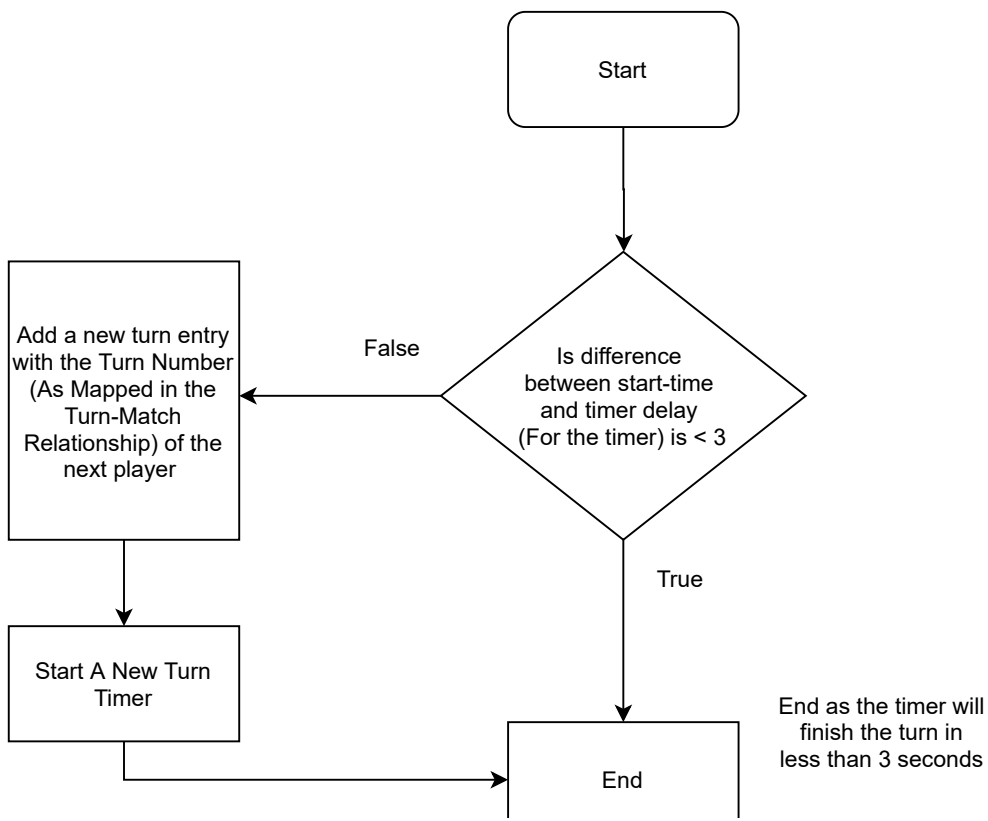 Start
Is difference
between start-time
and timer delay
(For the timer) is < 3
False
Add a new turn entry
with the Turn Number
(As Mapped in the
Turn-Match
Relationship) of the
next player
True
Start A New Turn
Timer
End
End as the timer will
finish the turn in
less than 3 seconds